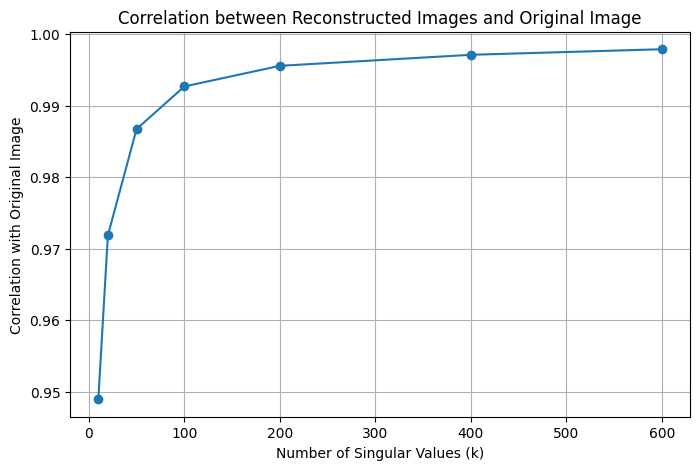 Correlation between Reconstructed Images and Original Image
Correlation with Original Image
1.00
0.99
0.98
0.97
0.96
0.95
0 100 200 300 400 500 600
Number of Singular Values (k)